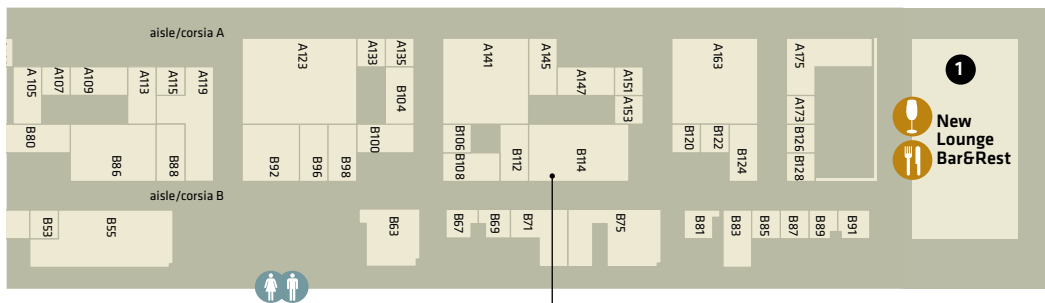 aisle/corsia A
A 105
A107
A109
A113
A115
A119
A123
A133
A135
A141
A145
A147
A151
A153
A163
A175
A173
1
New
Lounge
Bar&Rest
B80
B86
B88
B92
B96
B98
B100
B104
B106
B108
B112
B114
B120
B122
B124
B126
B128
aisle/corsia B
B53
B55
B63
B67
B69
B71
B75
B81
B83
B85
B87
B89
B91